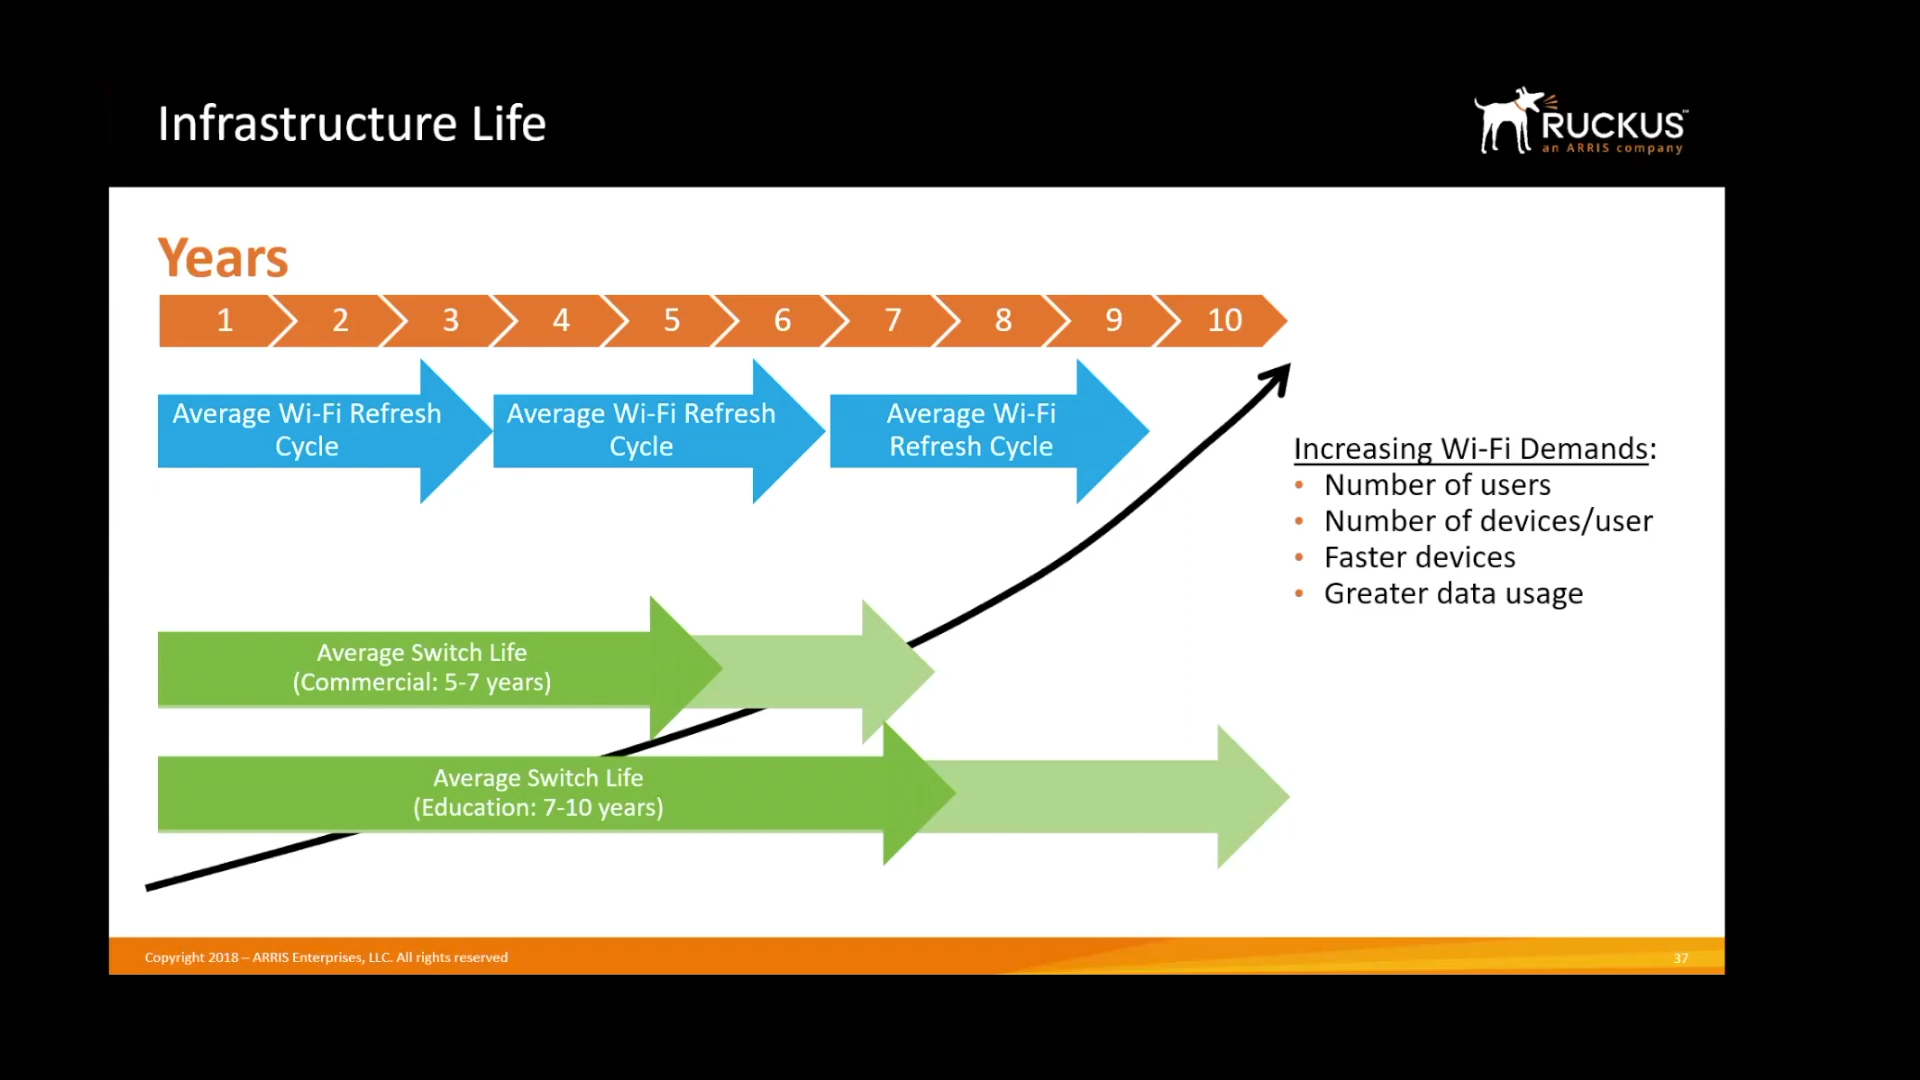 Infrastructure Life
RUCKUS™
an ARRIS company
Years
1 2 3 4 5 6 7 8 9 10
Average Wi-Fi Refresh
Cycle
Average Wi-Fi Refresh
Cycle
Average Wi-Fi
Refresh Cycle
Increasing Wi-Fi Demands:
• Number of users
• Number of devices/user
• Faster devices
• Greater data usage
Average Switch Life
(Commercial: 5-7 years)
Average Switch Life
(Education: 7-10 years)
Copyright 2018 – ARRIS Enterprises, LLC. All rights reserved
37